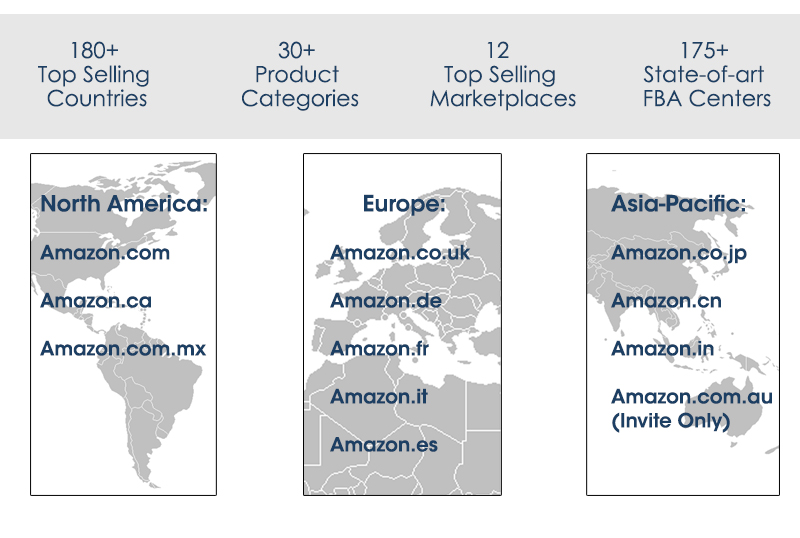 180+
Top Selling
Countries
30+
Product
Categories
12
Top Selling
Marketplaces
175+
State-of-art
FBA Centers
North America:
Amazon.com
Amazon.ca
Amazon.com.mx
Europe:
Amazon.co.uk
Amazon.de
Amazon.fr
Amazon.it
Amazon.es
Asia-Pacific:
Amazon.co.jp
Amazon.cn
Amazon.in
Amazon.com.au
(Invite Only)